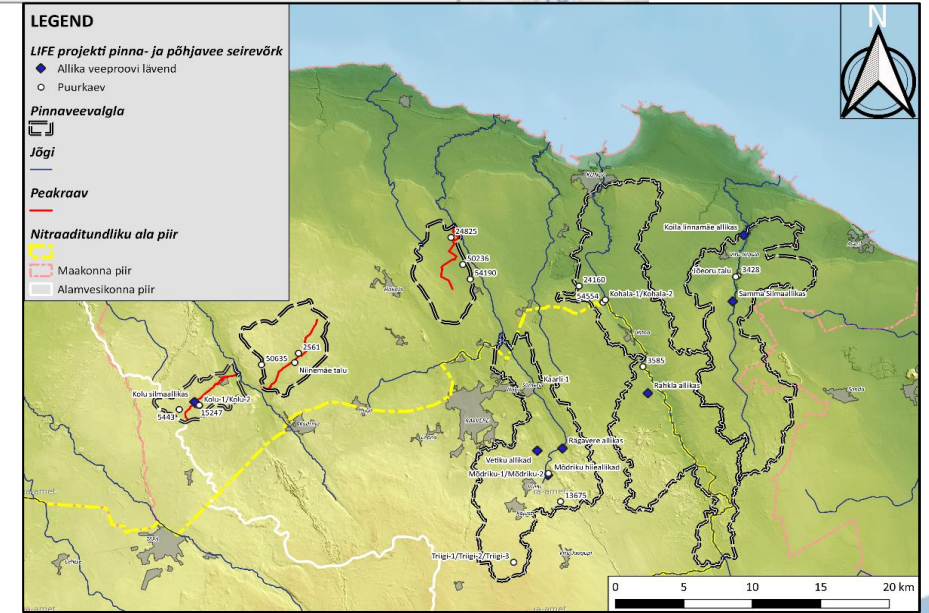 LEGEND
LIFE projekti pinna- ja põhjavee seirevõrk
Allika veeproovi lävend
Puurkaev
Pinnaveevalgla
Jõgi
Peakraav
Nitraaditundliku ala piir
Maakonna piir
Alamvesikonna piir
N
24825
50236
54190
Koila linnamäe allikas
Jõeoru talu
3428
Samma Silmaallikas
24160
54554
Kohala-1/Kohala-2
2561
50635
Niinemäe talu
3585
Rahkla allikas
Kaarli-1
Kolu silmaallikas
Kolu-1/Kolu-2
5443
15247
Rägavere allikas
Vetiku allikad
Mõdriku hiieallikad
Mõdriku-1/Mõdriku-2
13675
Triigi-1/Triigi-2/Triigi-3
0 5 10 15 20 km